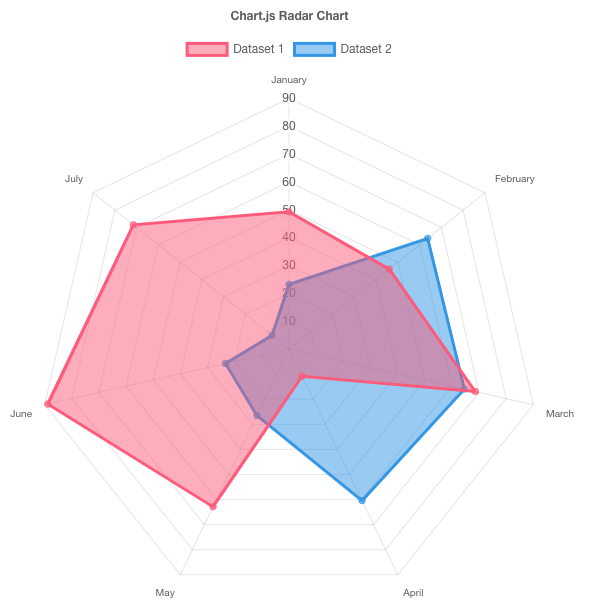 Chart.js Radar Chart
Dataset 1 Dataset 2
January
90
80
70
60
50
40
30
20
10
July
February
June
March
May
April